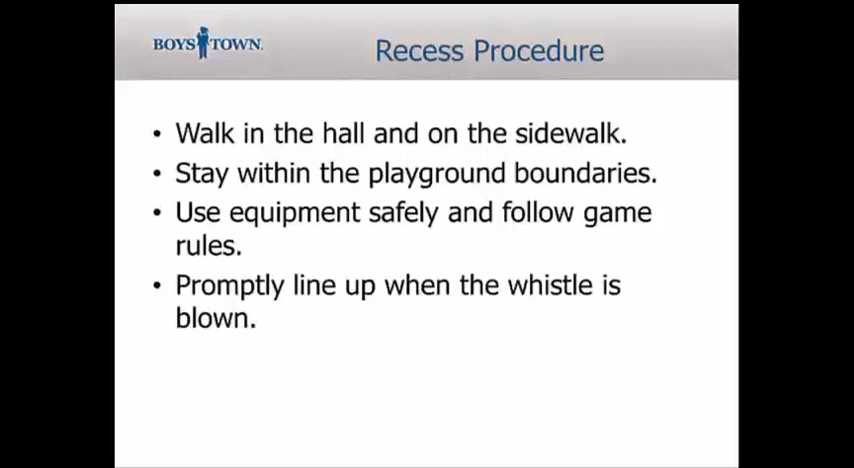 BOYS TOWN.
Recess Procedure
• Walk in the hall and on the sidewalk.
• Stay within the playground boundaries.
• Use equipment safely and follow game
rules.
• Promptly line up when the whistle is
blown.